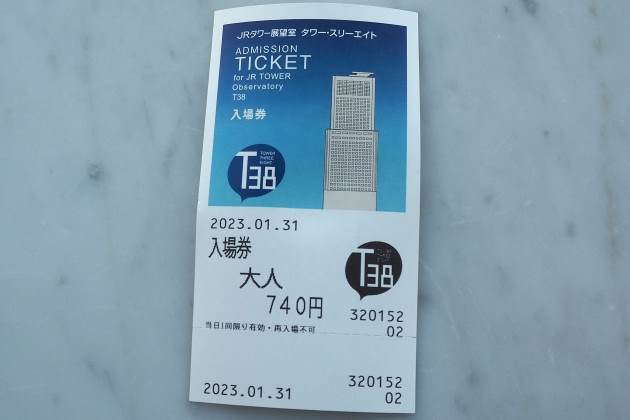 JRタワー展望室 タワー・スリーエイト
ADMISSION
TICKET
for JR TOWER
Observatory
T38
入場券
TOWER
THREE
EIGHT
T38
2023.01.31
入場券
T38
大人
740円
320152
02
当日1回限り有効・再入場不可
2023.01.31
320152
02